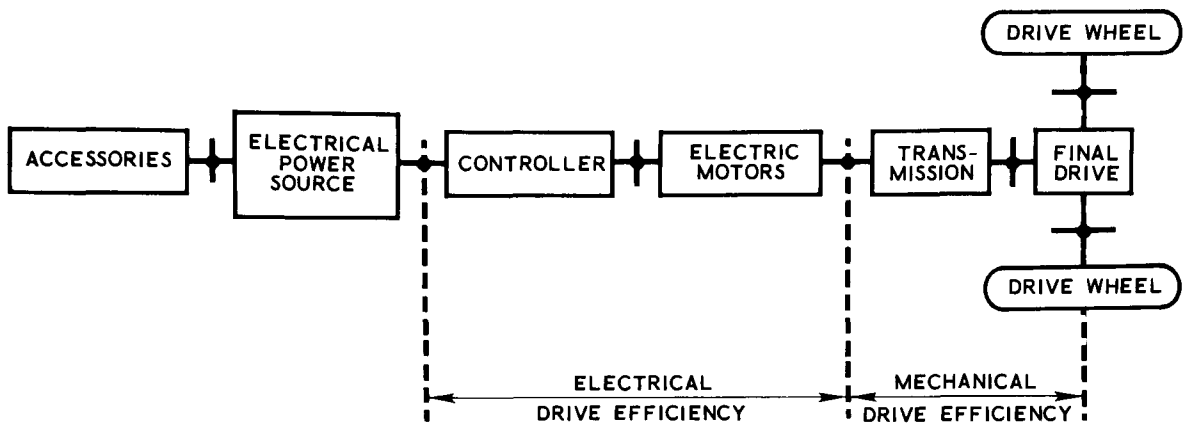 DRIVE WHEEL
ACCESSORIES
ELECTRICAL
POWER
SOURCE
CONTROLLER
ELECTRIC
MOTORS
TRANS-
MISSION
FINAL
DRIVE
DRIVE WHEEL
ELECTRICAL
DRIVE EFFICIENCY
MECHANICAL
DRIVE EFFICIENCY